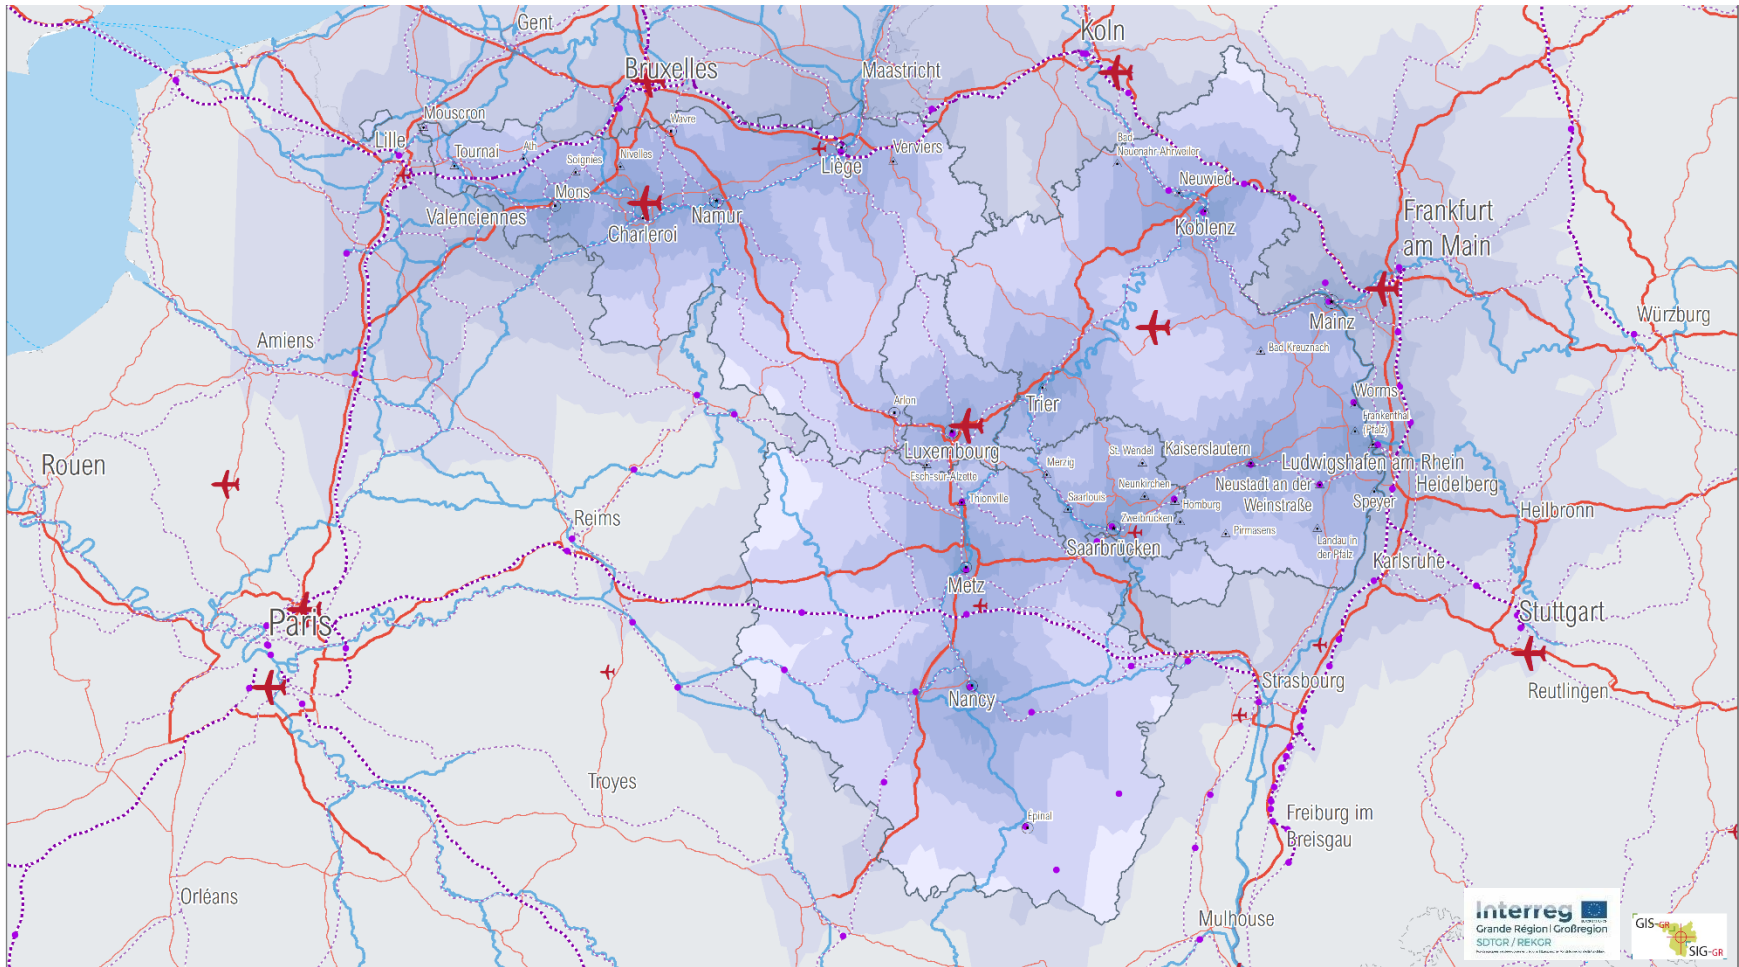 Gent
Köln
Bruxelles
Maastricht
Mouscron
Wavre
Lille
Tournai
Ath
Soignies
Nivelles
Liège
Verviers
Bad
Neuenahr-Ahrweiler
Mons
Neuwied
Valenciennes
Namur
Charleroi
Koblenz
Frankfurt
am Main
Amiens
Mainz
Würzburg
Bad Kreuznach
Arlon
Trier
Worms
Frankenthal
(Pfalz)
Rouen
Luxembourg
Esch-sur-Alzette
Merzig
St. Wendel
Kaiserslautern
Ludwigshafen am Rhein
Neunkirchen
Neustadt an der
Weinstraße
Heidelberg
Thionville
Saarlouis
Homburg
Speyer
Heilbronn
Reims
Zweibrücken
Pirmasens
Landau in
der Pfalz
Saarbrücken
Karlsruhe
Metz
Paris
Stuttgart
Strasbourg
Reutlingen
Nancy
Troyes
Epinal
Freiburg im
Breisgau
Orléans
Mulhouse
Interreg
Grande Région | Großregion
SDTGR / REKGR
GIS-GR
SIG-GR